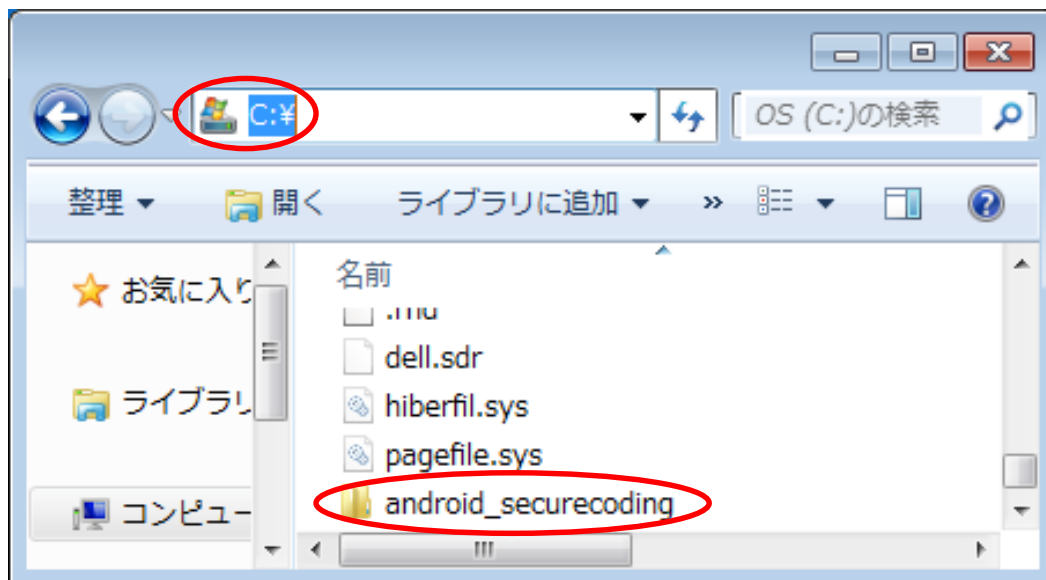 C:¥
OS (C:)の検索
整理
開く
ライブラリに追加
»
お気に入り
ライブラリ
コンピュー
名前
.rnd
dell.sdr
hiberfil.sys
pagefile.sys
android_securecoding